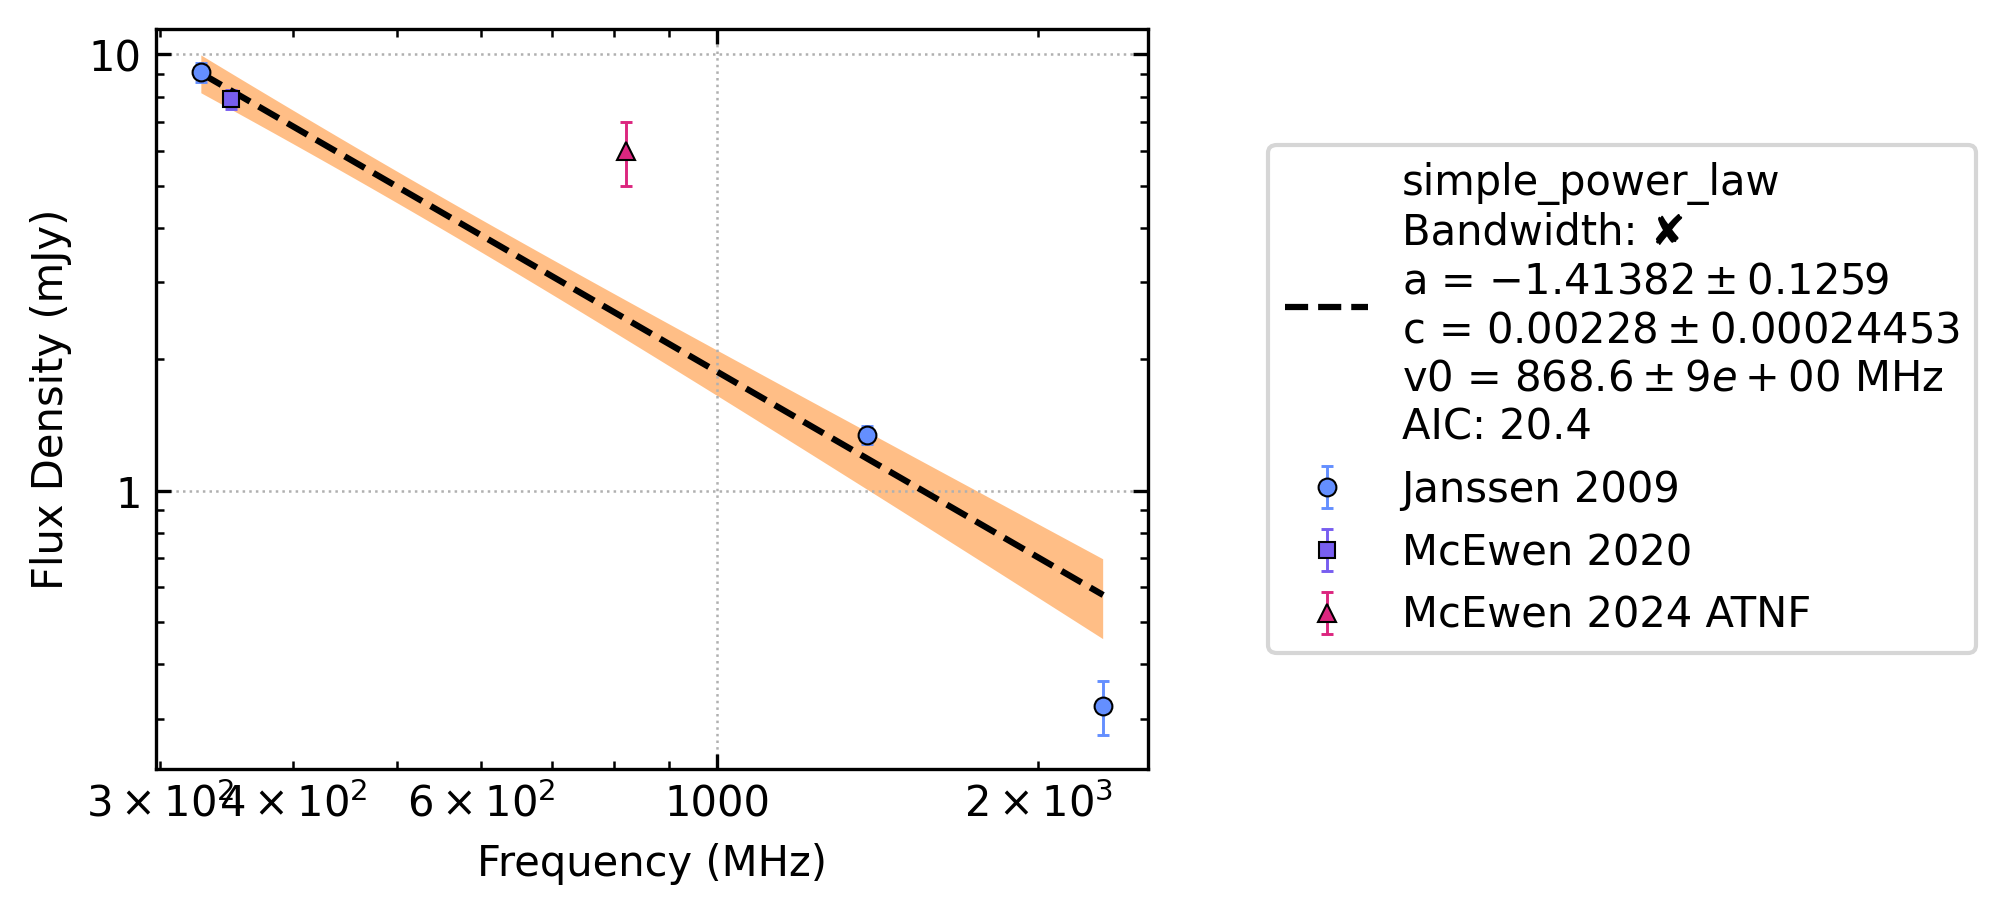 10
1
Flux Density (mJy)
3 × 10²
4 × 10²
6 × 10²
1000
2 × 10³
Frequency (MHz)
simple_power_law
Bandwidth: ✘
a = −1.41382 ± 0.1259
c = 0.00228 ± 0.00024453
v0 = 868.6 ± 9e + 00 MHz
AIC: 20.4
Janssen 2009
McEwen 2020
McEwen 2024 ATNF